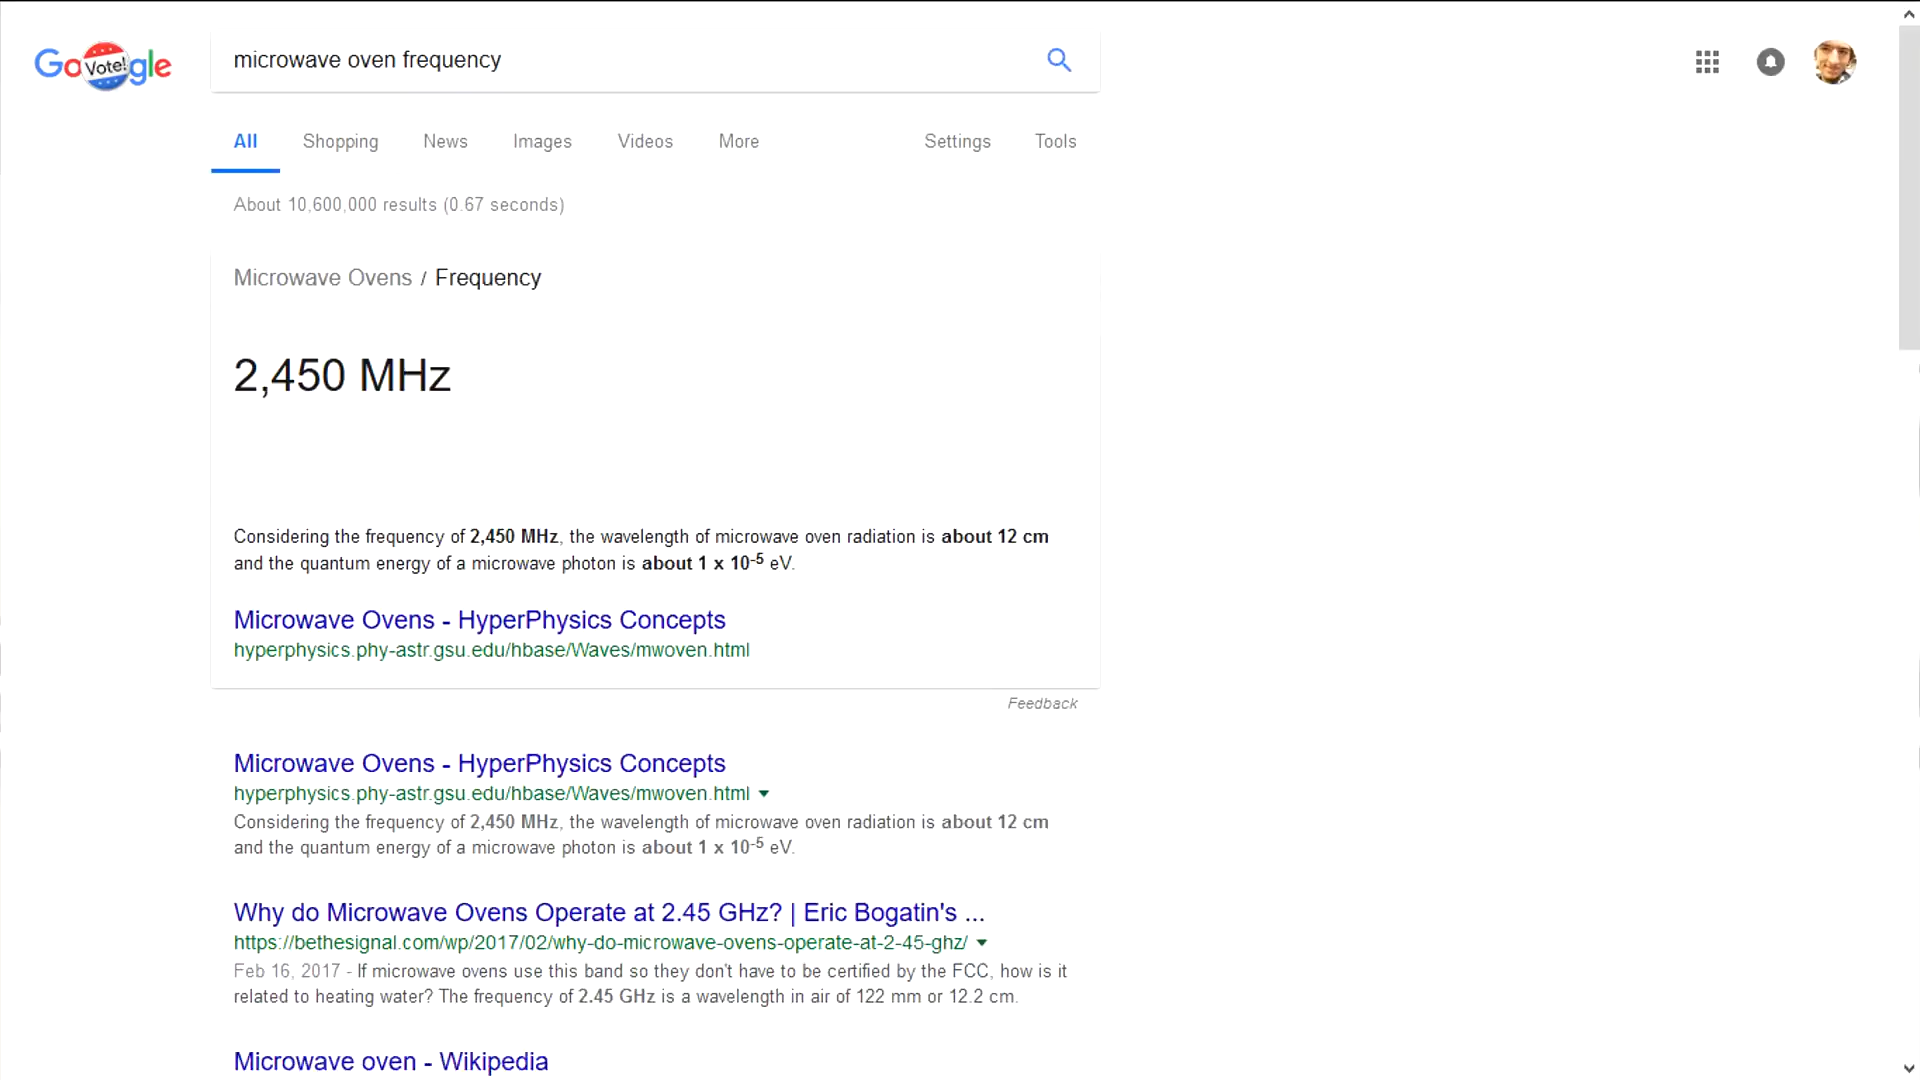 Google Vote!
microwave oven frequency
All Shopping News Images Videos More Settings Tools
About 10,600,000 results (0.67 seconds)
Microwave Ovens / Frequency
2,450 MHz
Considering the frequency of 2,450 MHz, the wavelength of microwave oven radiation is about 12 cm
and the quantum energy of a microwave photon is about 1 x 10⁻⁵ eV.
Microwave Ovens - HyperPhysics Concepts
hyperphysics.phy-astr.gsu.edu/hbase/Waves/mwoven.html
Feedback
Microwave Ovens - HyperPhysics Concepts
hyperphysics.phy-astr.gsu.edu/hbase/Waves/mwoven.html
Considering the frequency of 2,450 MHz, the wavelength of microwave oven radiation is about 12 cm
and the quantum energy of a microwave photon is about 1 x 10⁻⁵ eV.
Why do Microwave Ovens Operate at 2.45 GHz? | Eric Bogatin's ...
https://bethesignal.com/wp/2017/02/why-do-microwave-ovens-operate-at-2-45-ghz/
Feb 16, 2017 - If microwave ovens use this band so they don't have to be certified by the FCC, how is it
related to heating water? The frequency of 2.45 GHz is a wavelength in air of 122 mm or 12.2 cm.
Microwave oven - Wikipedia